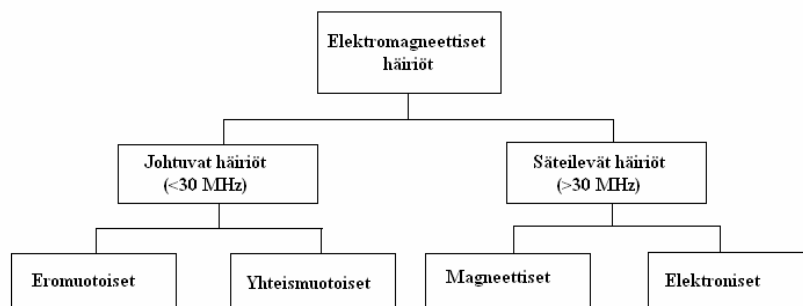 Elektromagneettiset
häiriöt
Johtuvat häiriöt
(<30 MHz)
Säteilevät häiriöt
(>30 MHz)
Eromuotoiset
Yhteismuotoiset
Magneettiset
Elektroniset